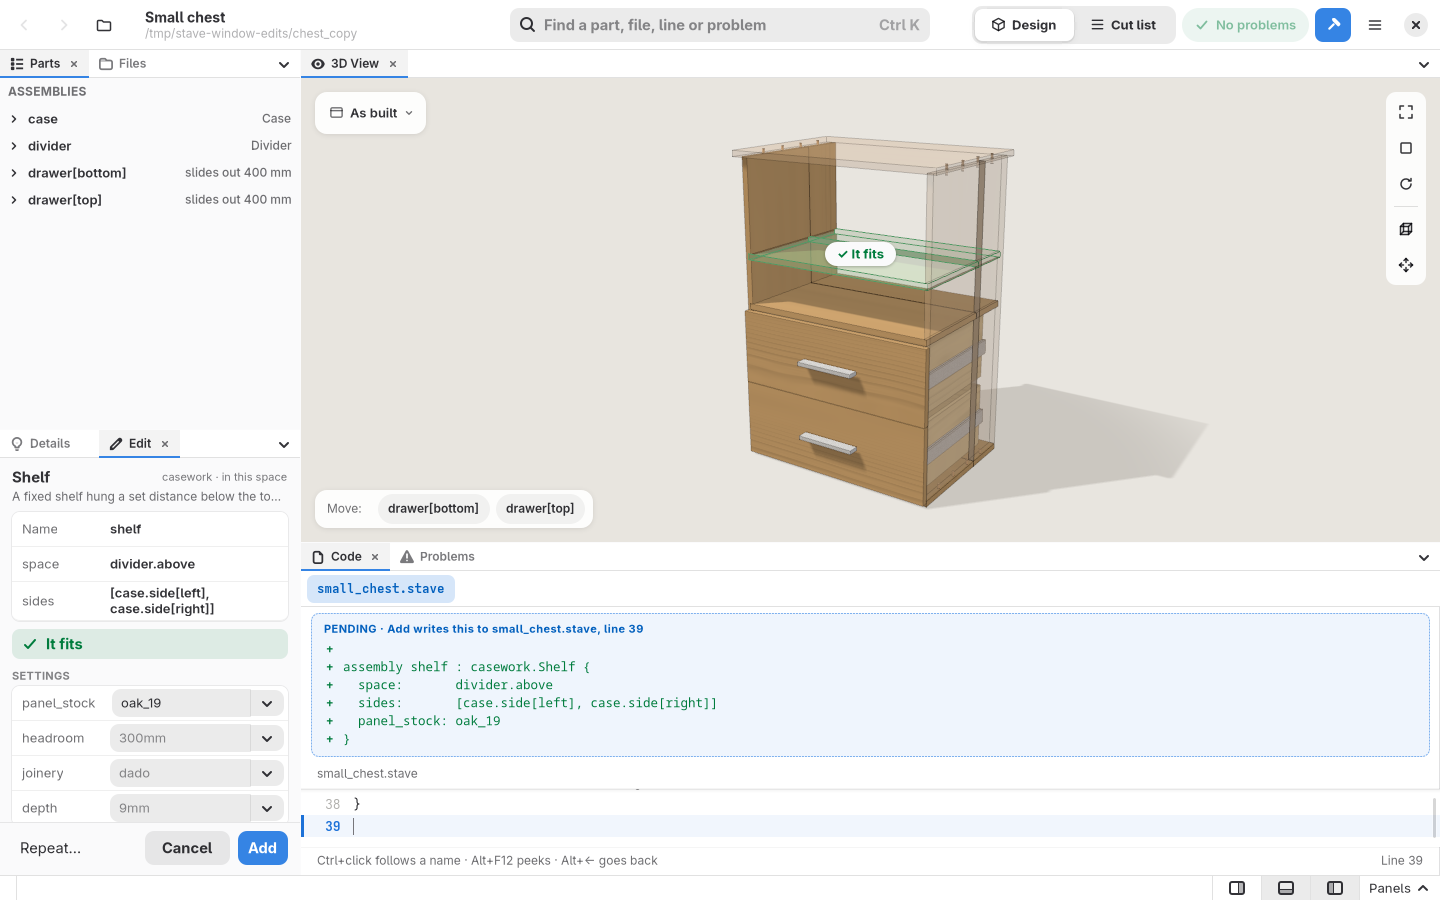 Small chest
/tmp/stave-window-edits/chest_copy
Find a part, file, line or problem
Ctrl K
Design
Cut list
No problems
Parts
Files
3D View
ASSEMBLIES
case
Case
divider
Divider
drawer[bottom]
slides out 400 mm
drawer[top]
slides out 400 mm
As built
It fits
Move:
drawer[bottom]
drawer[top]
Details
Edit
Shelf
casework · in this space
A fixed shelf hung a set distance below the to…
Name
shelf
space
divider.above
sides
[case.side[left],
case.side[right]]
It fits
SETTINGS
panel_stock
oak_19
headroom
300mm
joinery
dado
depth
9mm
Repeat…
Cancel
Add
Code
Problems
small_chest.stave
PENDING · Add writes this to small_chest.stave, line 39
+
+ assembly shelf : casework.Shelf {
+   space:       divider.above
+   sides:       [case.side[left], case.side[right]]
+   panel_stock: oak_19
+ }
small_chest.stave
38 }
39
Ctrl+click follows a name · Alt+F12 peeks · Alt+← goes back
Line 39
Panels